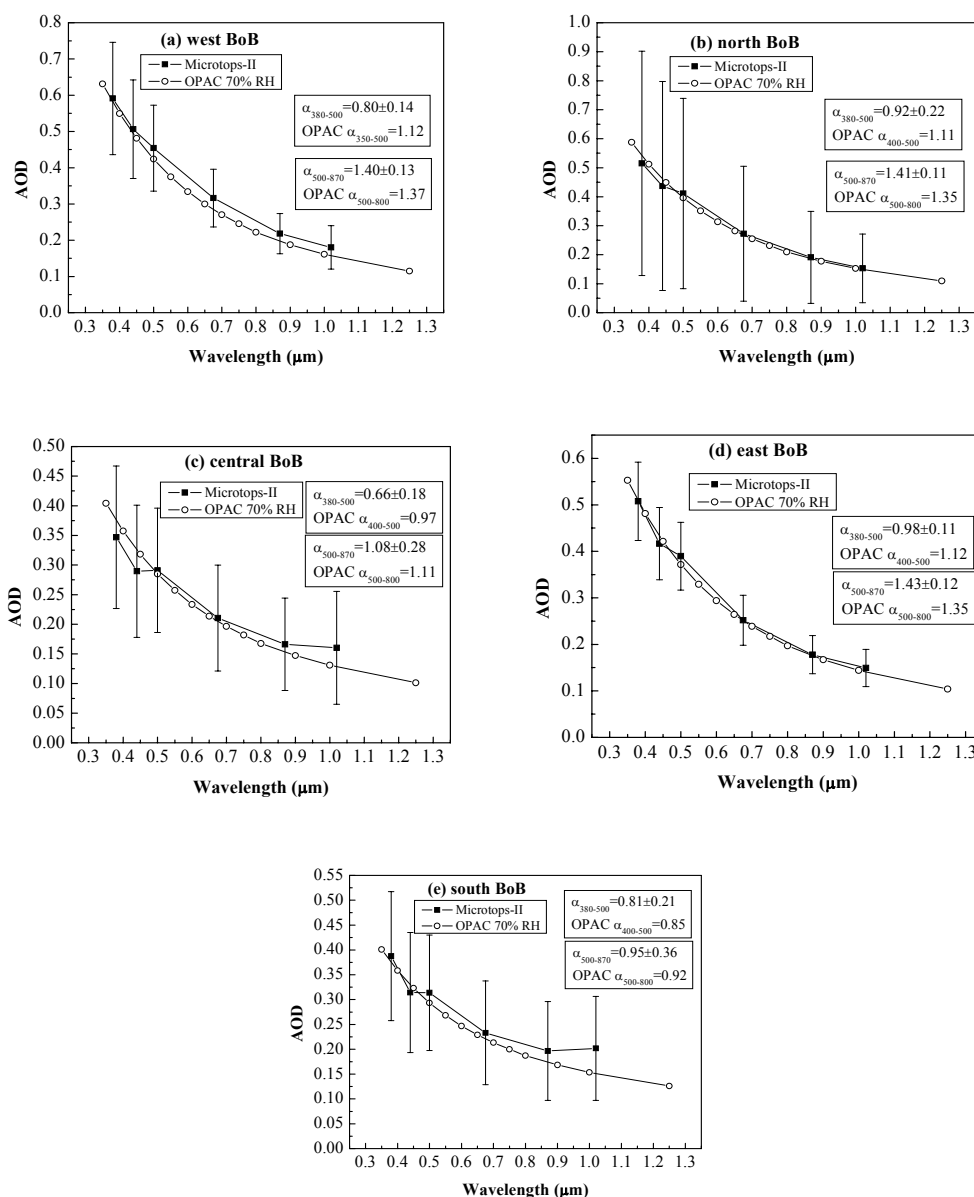 (a) west BoB
Microtops-II
OPAC 70% RH
α380-500=0.80±0.14
OPAC α350-500=1.12
α500-870=1.40±0.13
OPAC α500-800=1.37
AOD
0.8
0.7
0.6
0.5
0.4
0.3
0.2
0.1
0.0
0.3 0.4 0.5 0.6 0.7 0.8 0.9 1.0 1.1 1.2 1.3
Wavelength (μm)
(b) north BoB
Microtops-II
OPAC 70% RH
α380-500=0.92±0.22
OPAC α400-500=1.11
α500-870=1.41±0.11
OPAC α500-800=1.35
AOD
1.0
0.9
0.8
0.7
0.6
0.5
0.4
0.3
0.2
0.1
0.0
0.3 0.4 0.5 0.6 0.7 0.8 0.9 1.0 1.1 1.2 1.3
Wavelength (μm)
(c) central BoB
Microtops-II
OPAC 70% RH
α380-500=0.66±0.18
OPAC α400-500=0.97
α500-870=1.08±0.28
OPAC α500-800=1.11
AOD
0.50
0.45
0.40
0.35
0.30
0.25
0.20
0.15
0.10
0.05
0.00
0.3 0.4 0.5 0.6 0.7 0.8 0.9 1.0 1.1 1.2 1.3
Wavelength (μm)
(d) east BoB
Microtops-II
OPAC 70% RH
α380-500=0.98±0.11
OPAC α400-500=1.12
α500-870=1.43±0.12
OPAC α500-800=1.35
AOD
0.6
0.5
0.4
0.3
0.2
0.1
0.0
0.3 0.4 0.5 0.6 0.7 0.8 0.9 1.0 1.1 1.2 1.3
Wavelength (μm)
(e) south BoB
Microtops-II
OPAC 70% RH
α380-500=0.81±0.21
OPAC α400-500=0.85
α500-870=0.95±0.36
OPAC α500-800=0.92
AOD
0.55
0.50
0.45
0.40
0.35
0.30
0.25
0.20
0.15
0.10
0.05
0.00
0.3 0.4 0.5 0.6 0.7 0.8 0.9 1.0 1.1 1.2 1.3
Wavelength (μm)